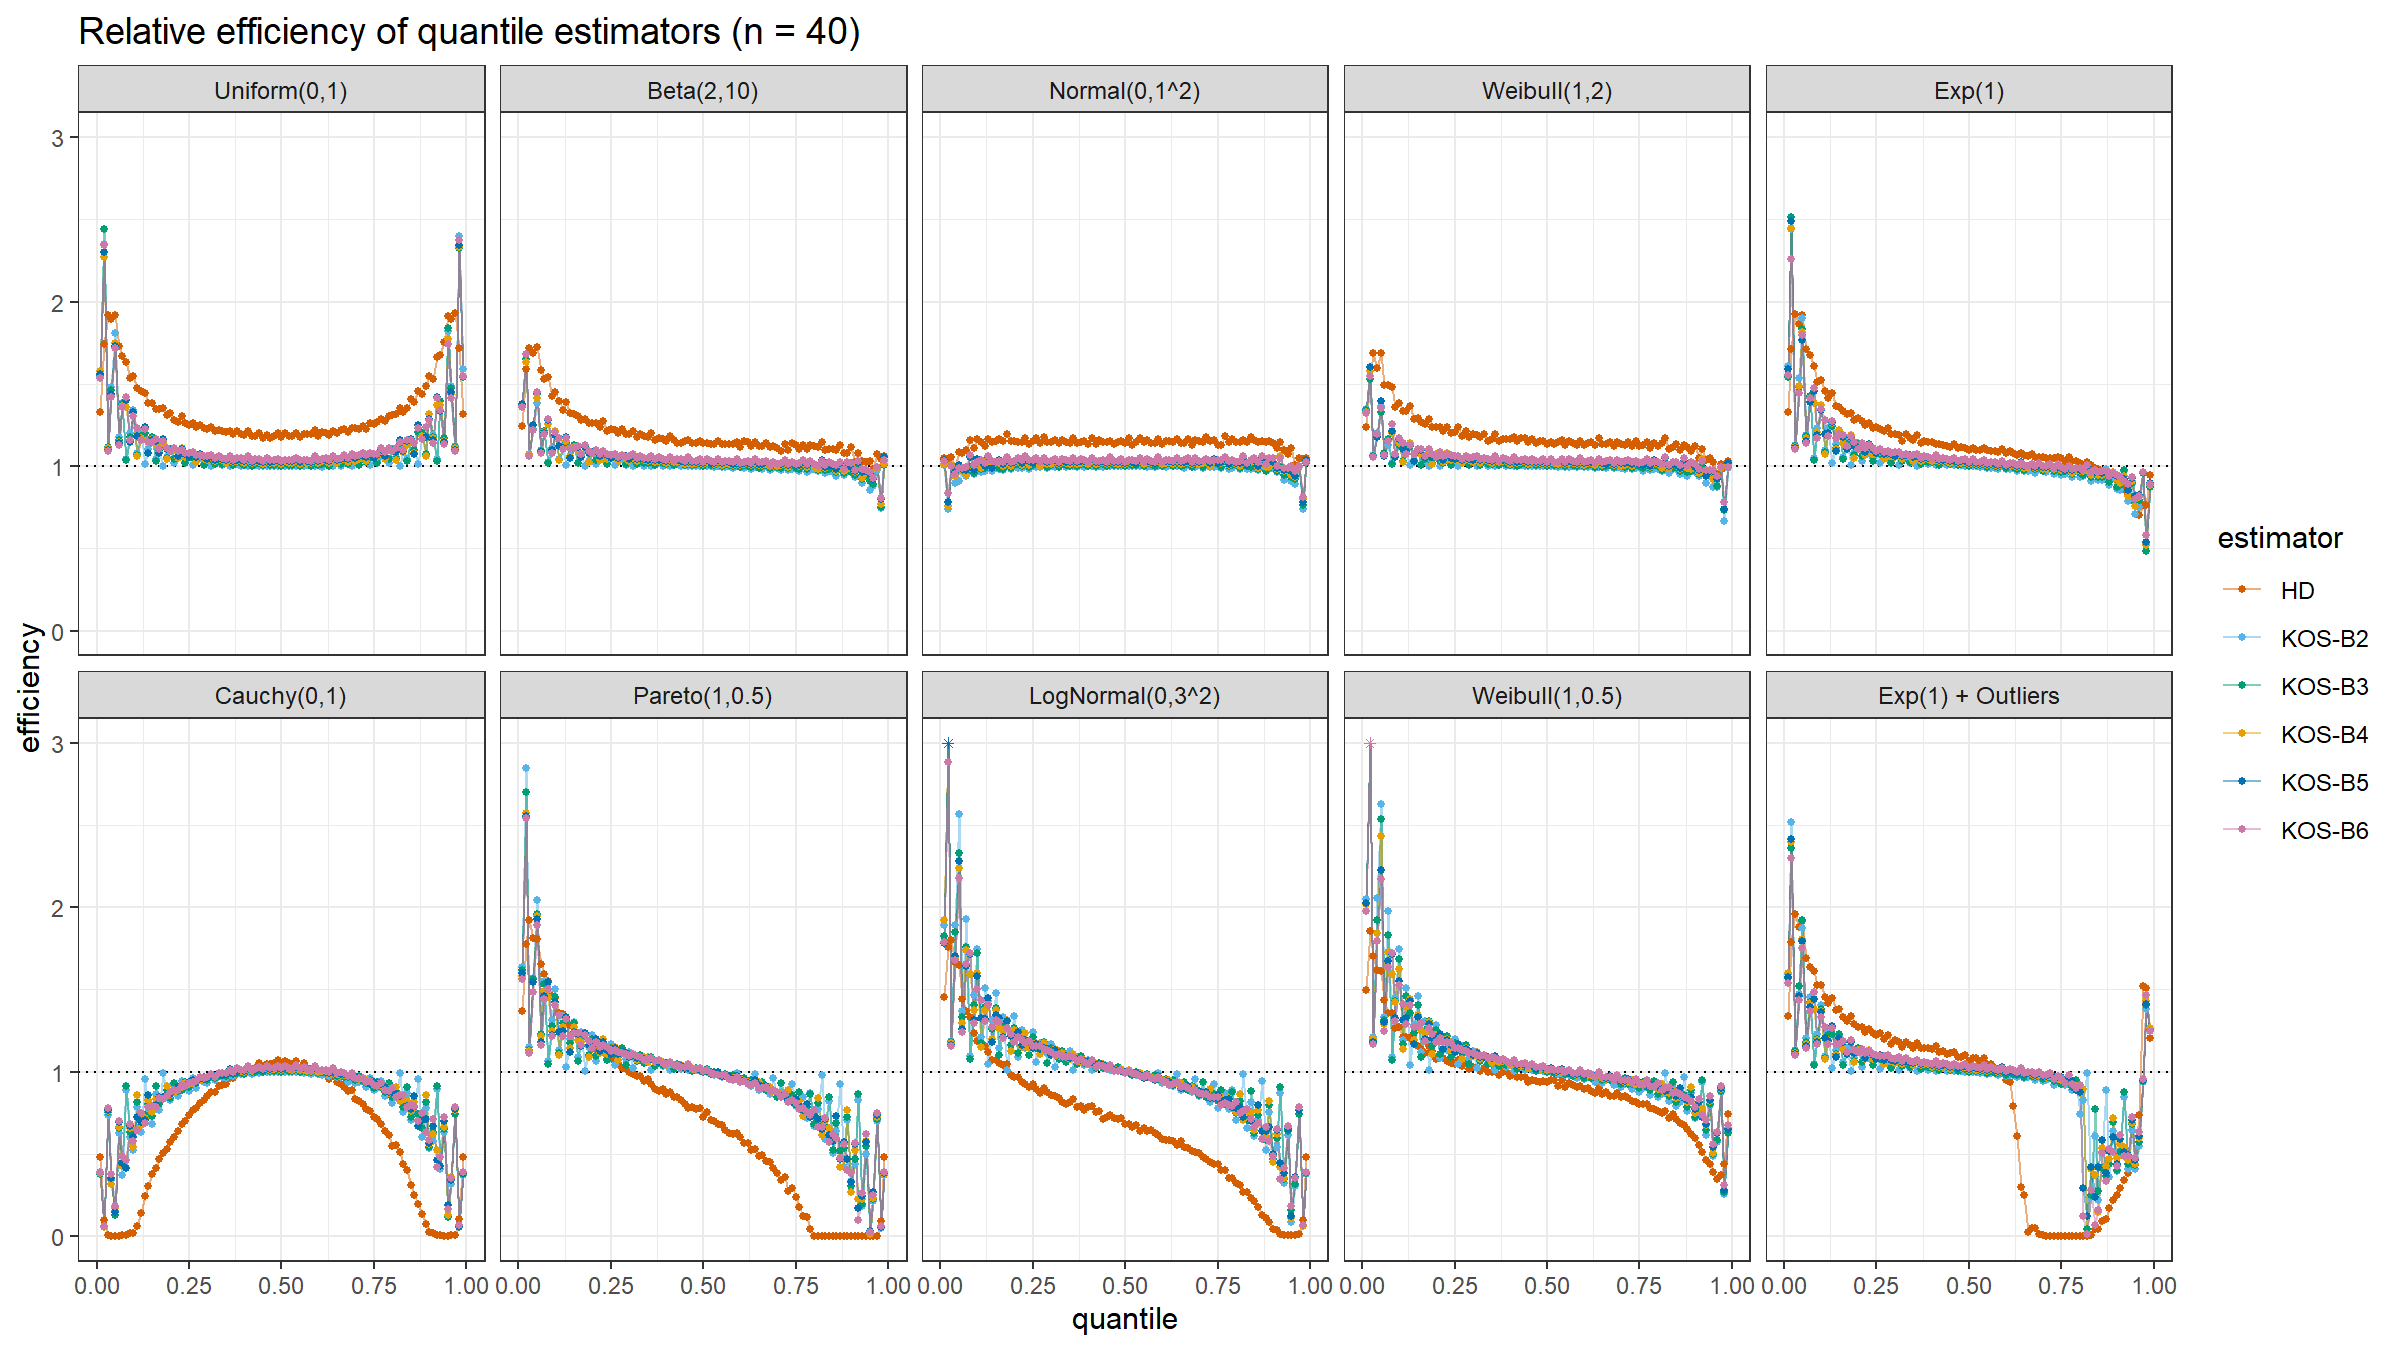 Relative efficiency of quantile estimators (n = 40)
Uniform(0,1)
Beta(2,10)
Normal(0,1^2)
Weibull(1,2)
Exp(1)
3
2
1
0
Cauchy(0,1)
Pareto(1,0.5)
LogNormal(0,3^2)
Weibull(1,0.5)
Exp(1) + Outliers
3
2
1
0
efficiency
0.00 0.25 0.50 0.75 1.00
0.00 0.25 0.50 0.75 1.00
0.00 0.25 0.50 0.75 1.00
0.00 0.25 0.50 0.75 1.00
0.00 0.25 0.50 0.75 1.00
quantile
estimator
HD
KOS-B2
KOS-B3
KOS-B4
KOS-B5
KOS-B6